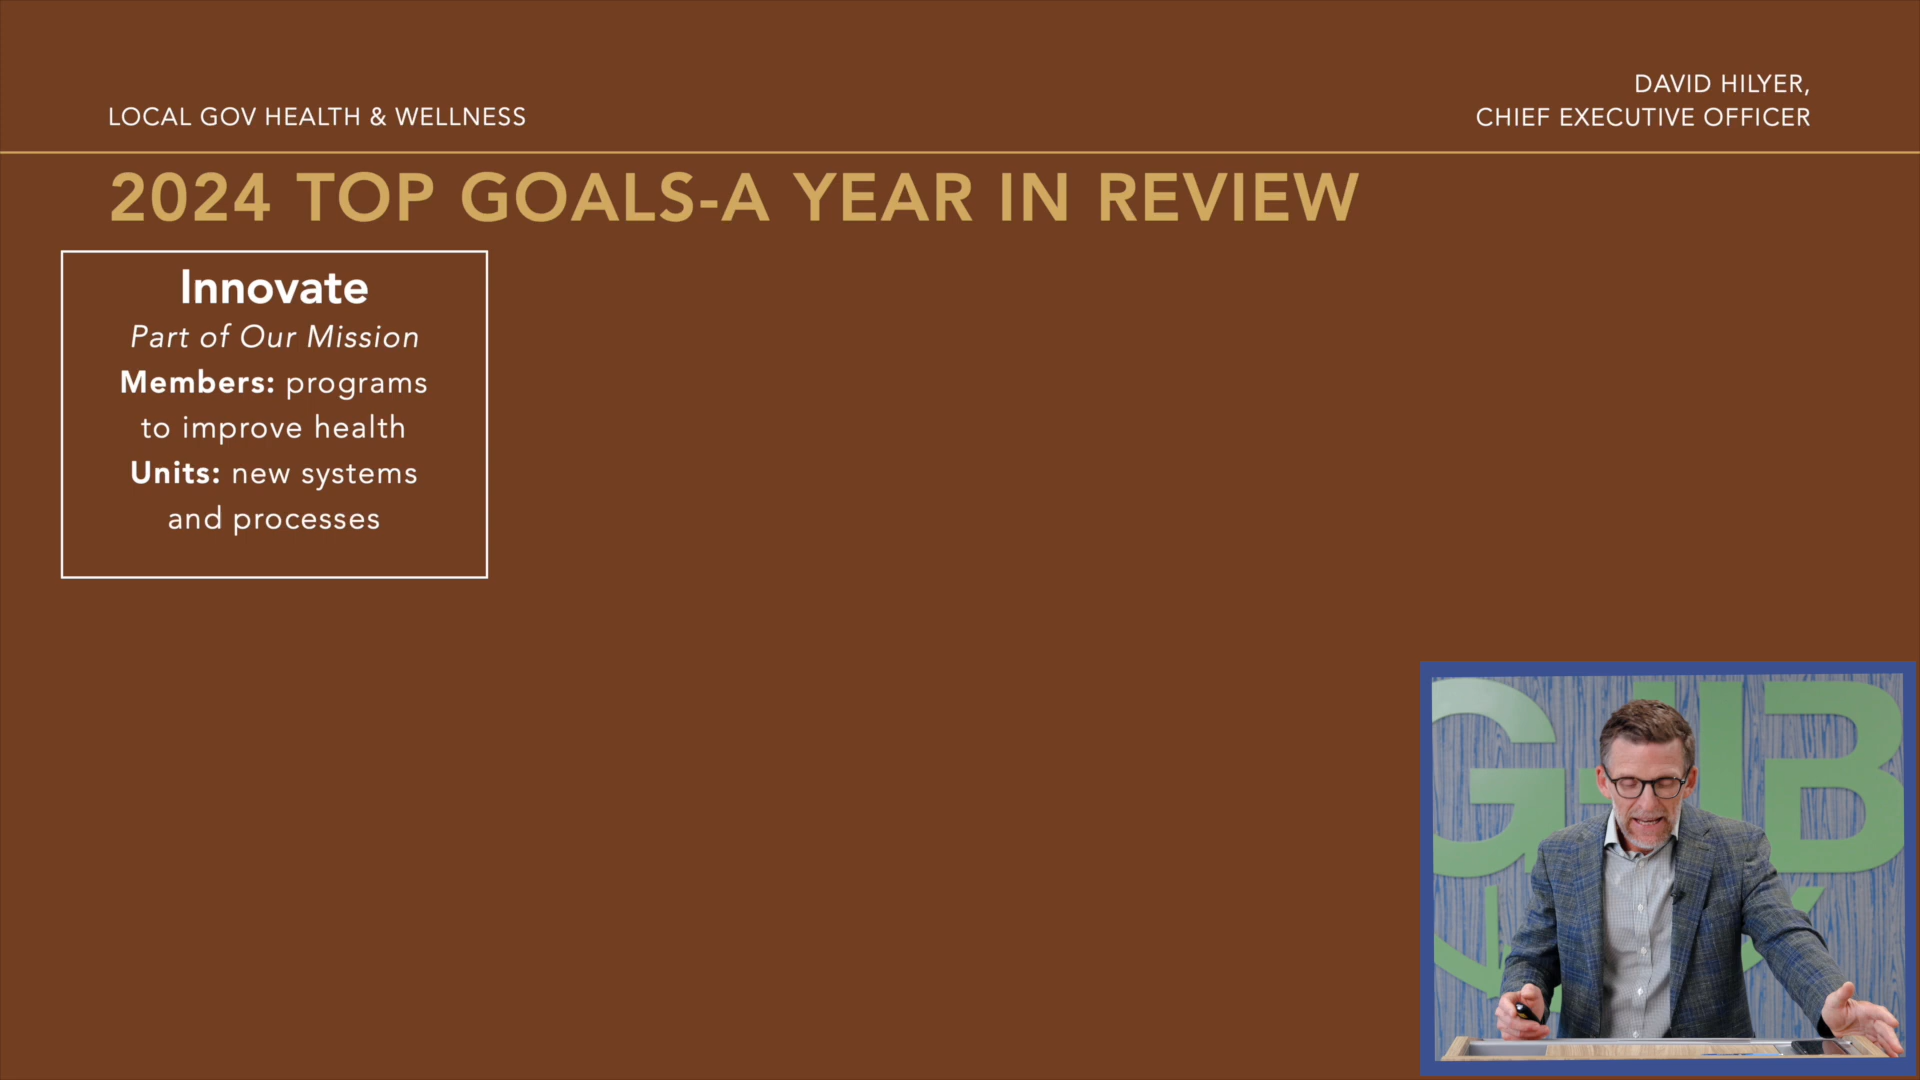 LOCAL GOV HEALTH & WELLNESS
DAVID HILYER,
CHIEF EXECUTIVE OFFICER
2024 TOP GOALS-A YEAR IN REVIEW
Innovate
Part of Our Mission
Members: programs
to improve health
Units: new systems
and processes